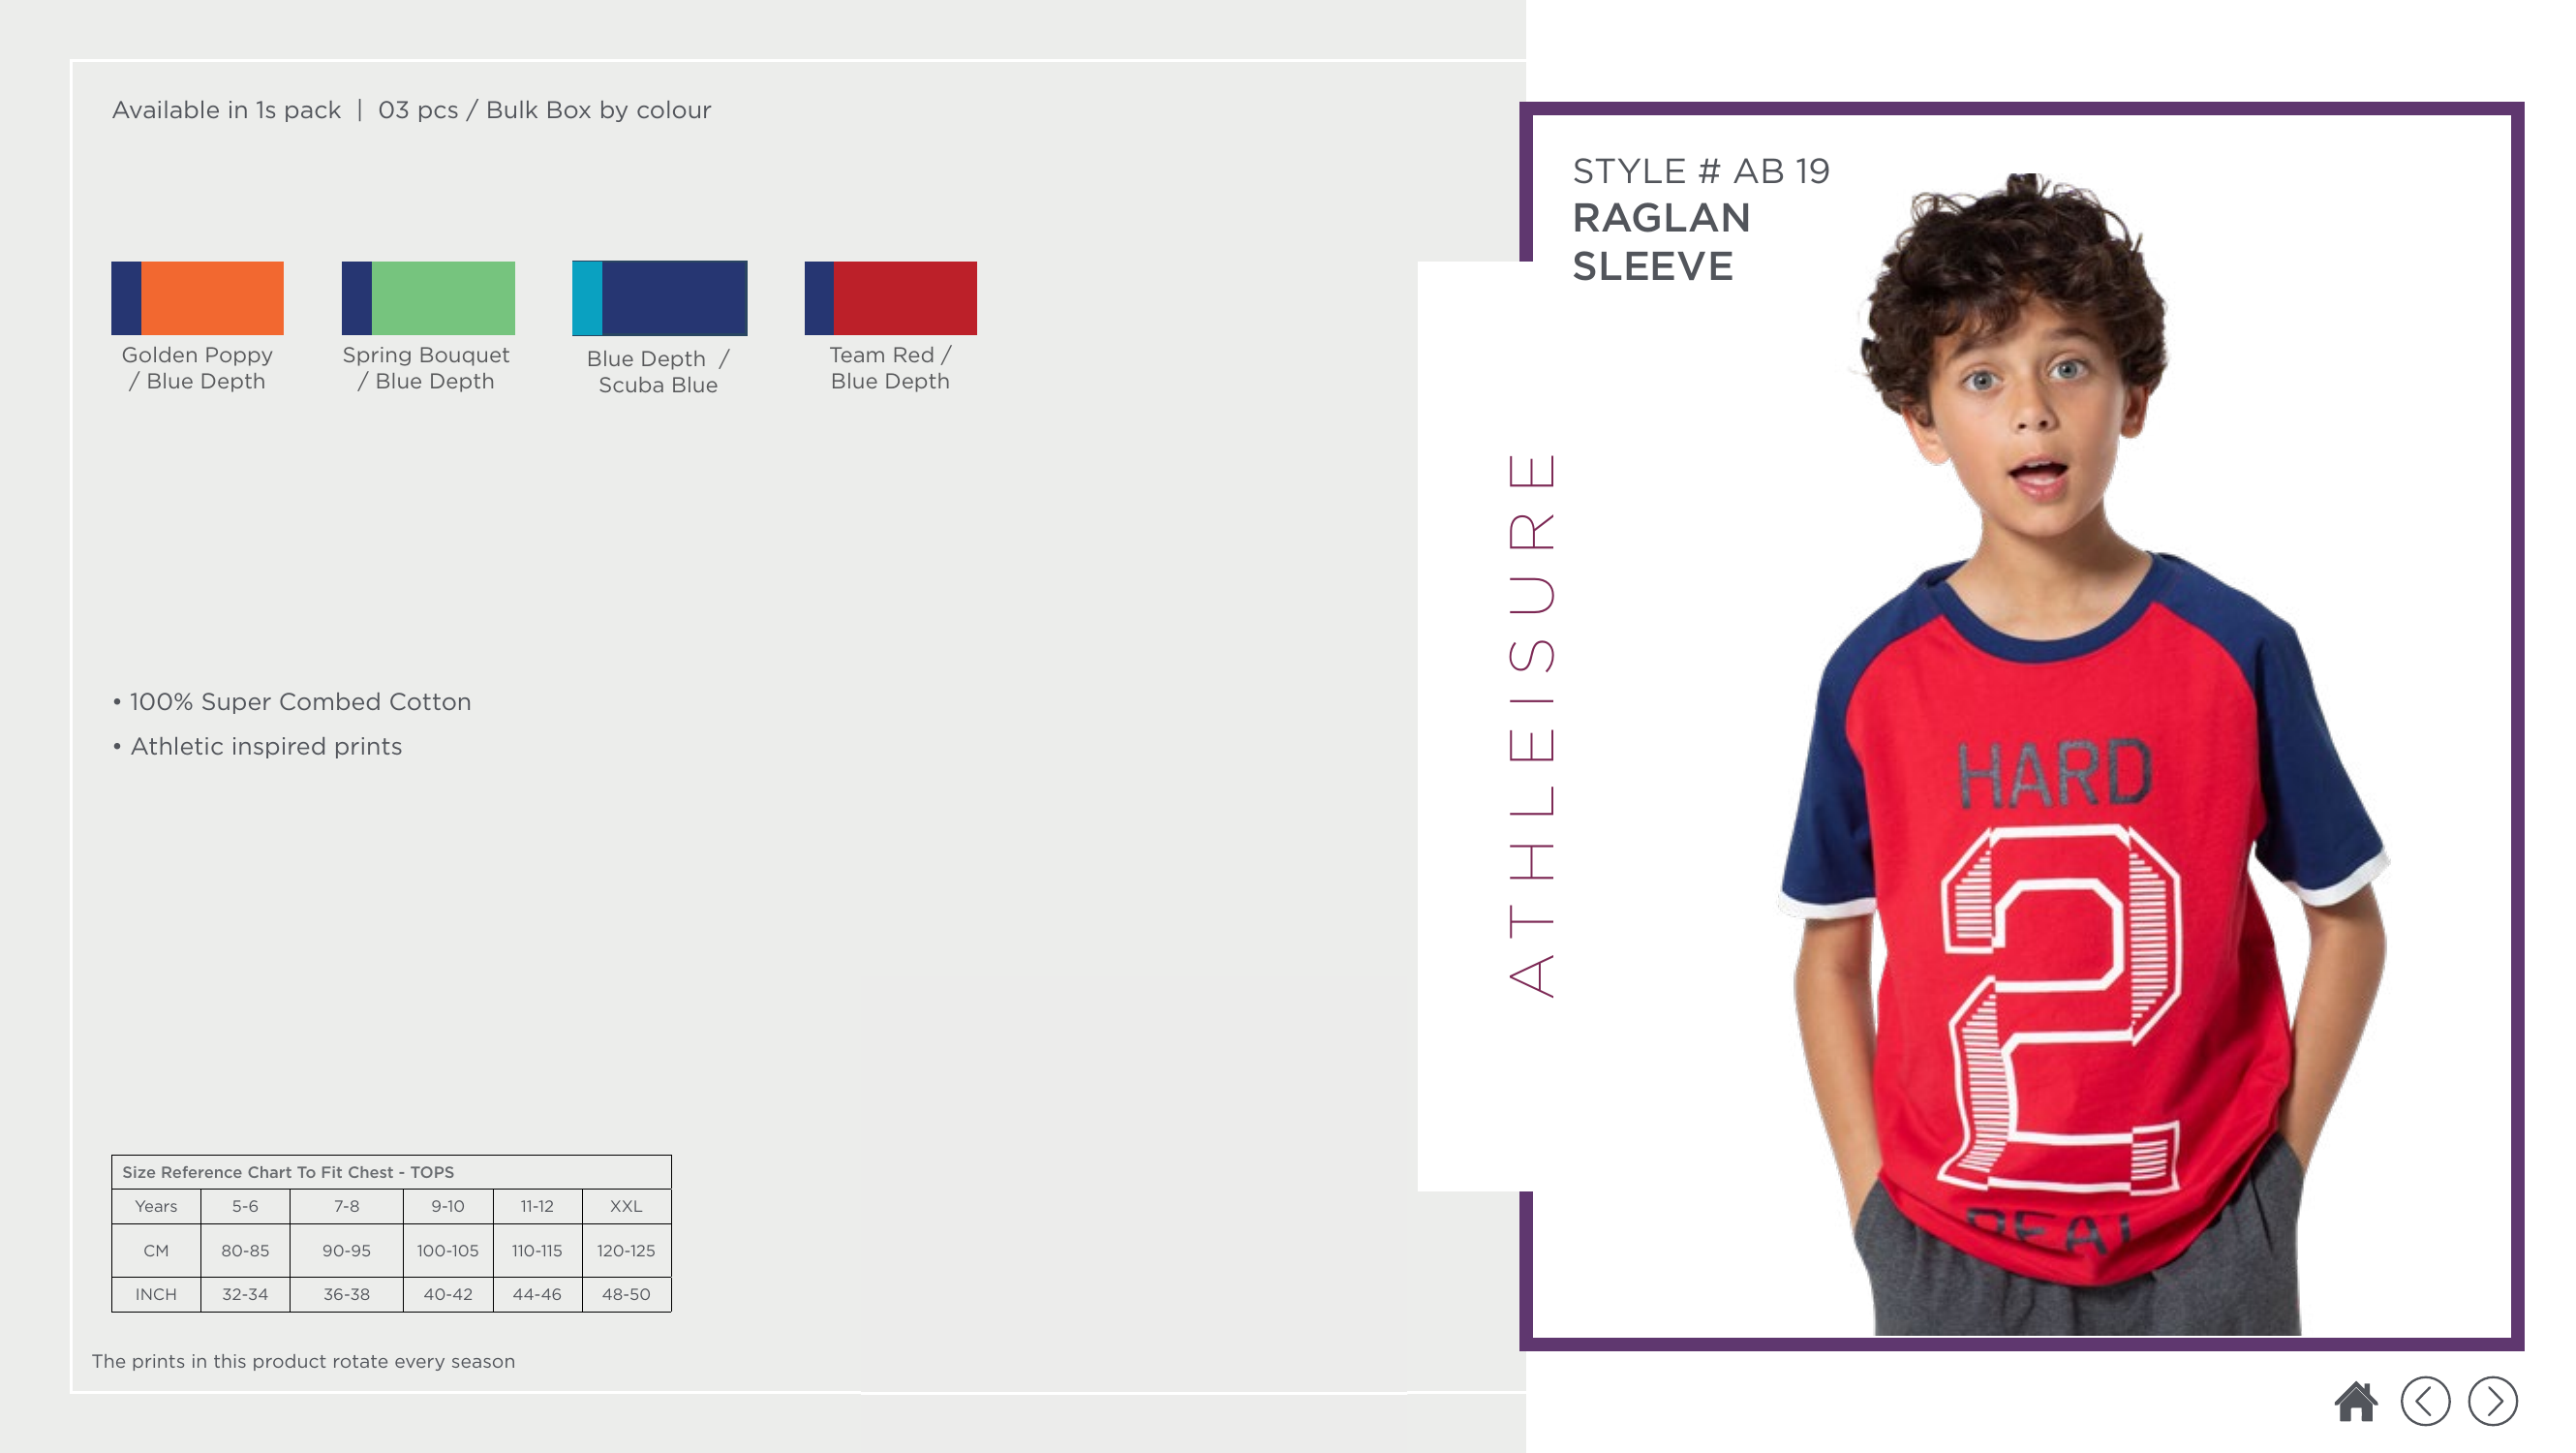 Available in 1s pack | 03 pcs / Bulk Box by colour
Golden Poppy
/ Blue Depth
Spring Bouquet
/ Blue Depth
Blue Depth /
Scuba Blue
Team Red /
Blue Depth
• 100% Super Combed Cotton
• Athletic inspired prints
Size Reference Chart To Fit Chest - TOPS
Years 5-6 7-8 9-10 11-12 XXL
CM 80-85 90-95 100-105 110-115 120-125
INCH 32-34 36-38 40-42 44-46 48-50
The prints in this product rotate every season
ATHLEISURE
STYLE # AB 19
RAGLAN
SLEEVE
HARD
2